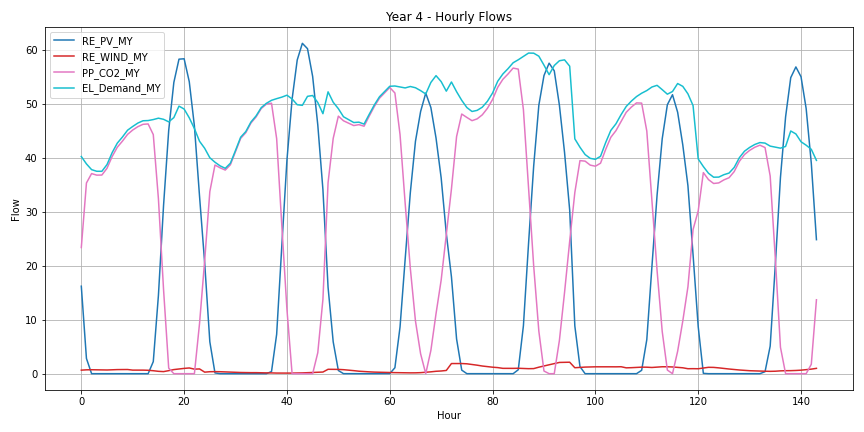 Year 4 - Hourly Flows
RE_PV_MY
RE_WIND_MY
PP_CO2_MY
EL_Demand_MY
Flow
60
50
40
30
20
10
0
0 20 40 60 80 100 120 140
Hour